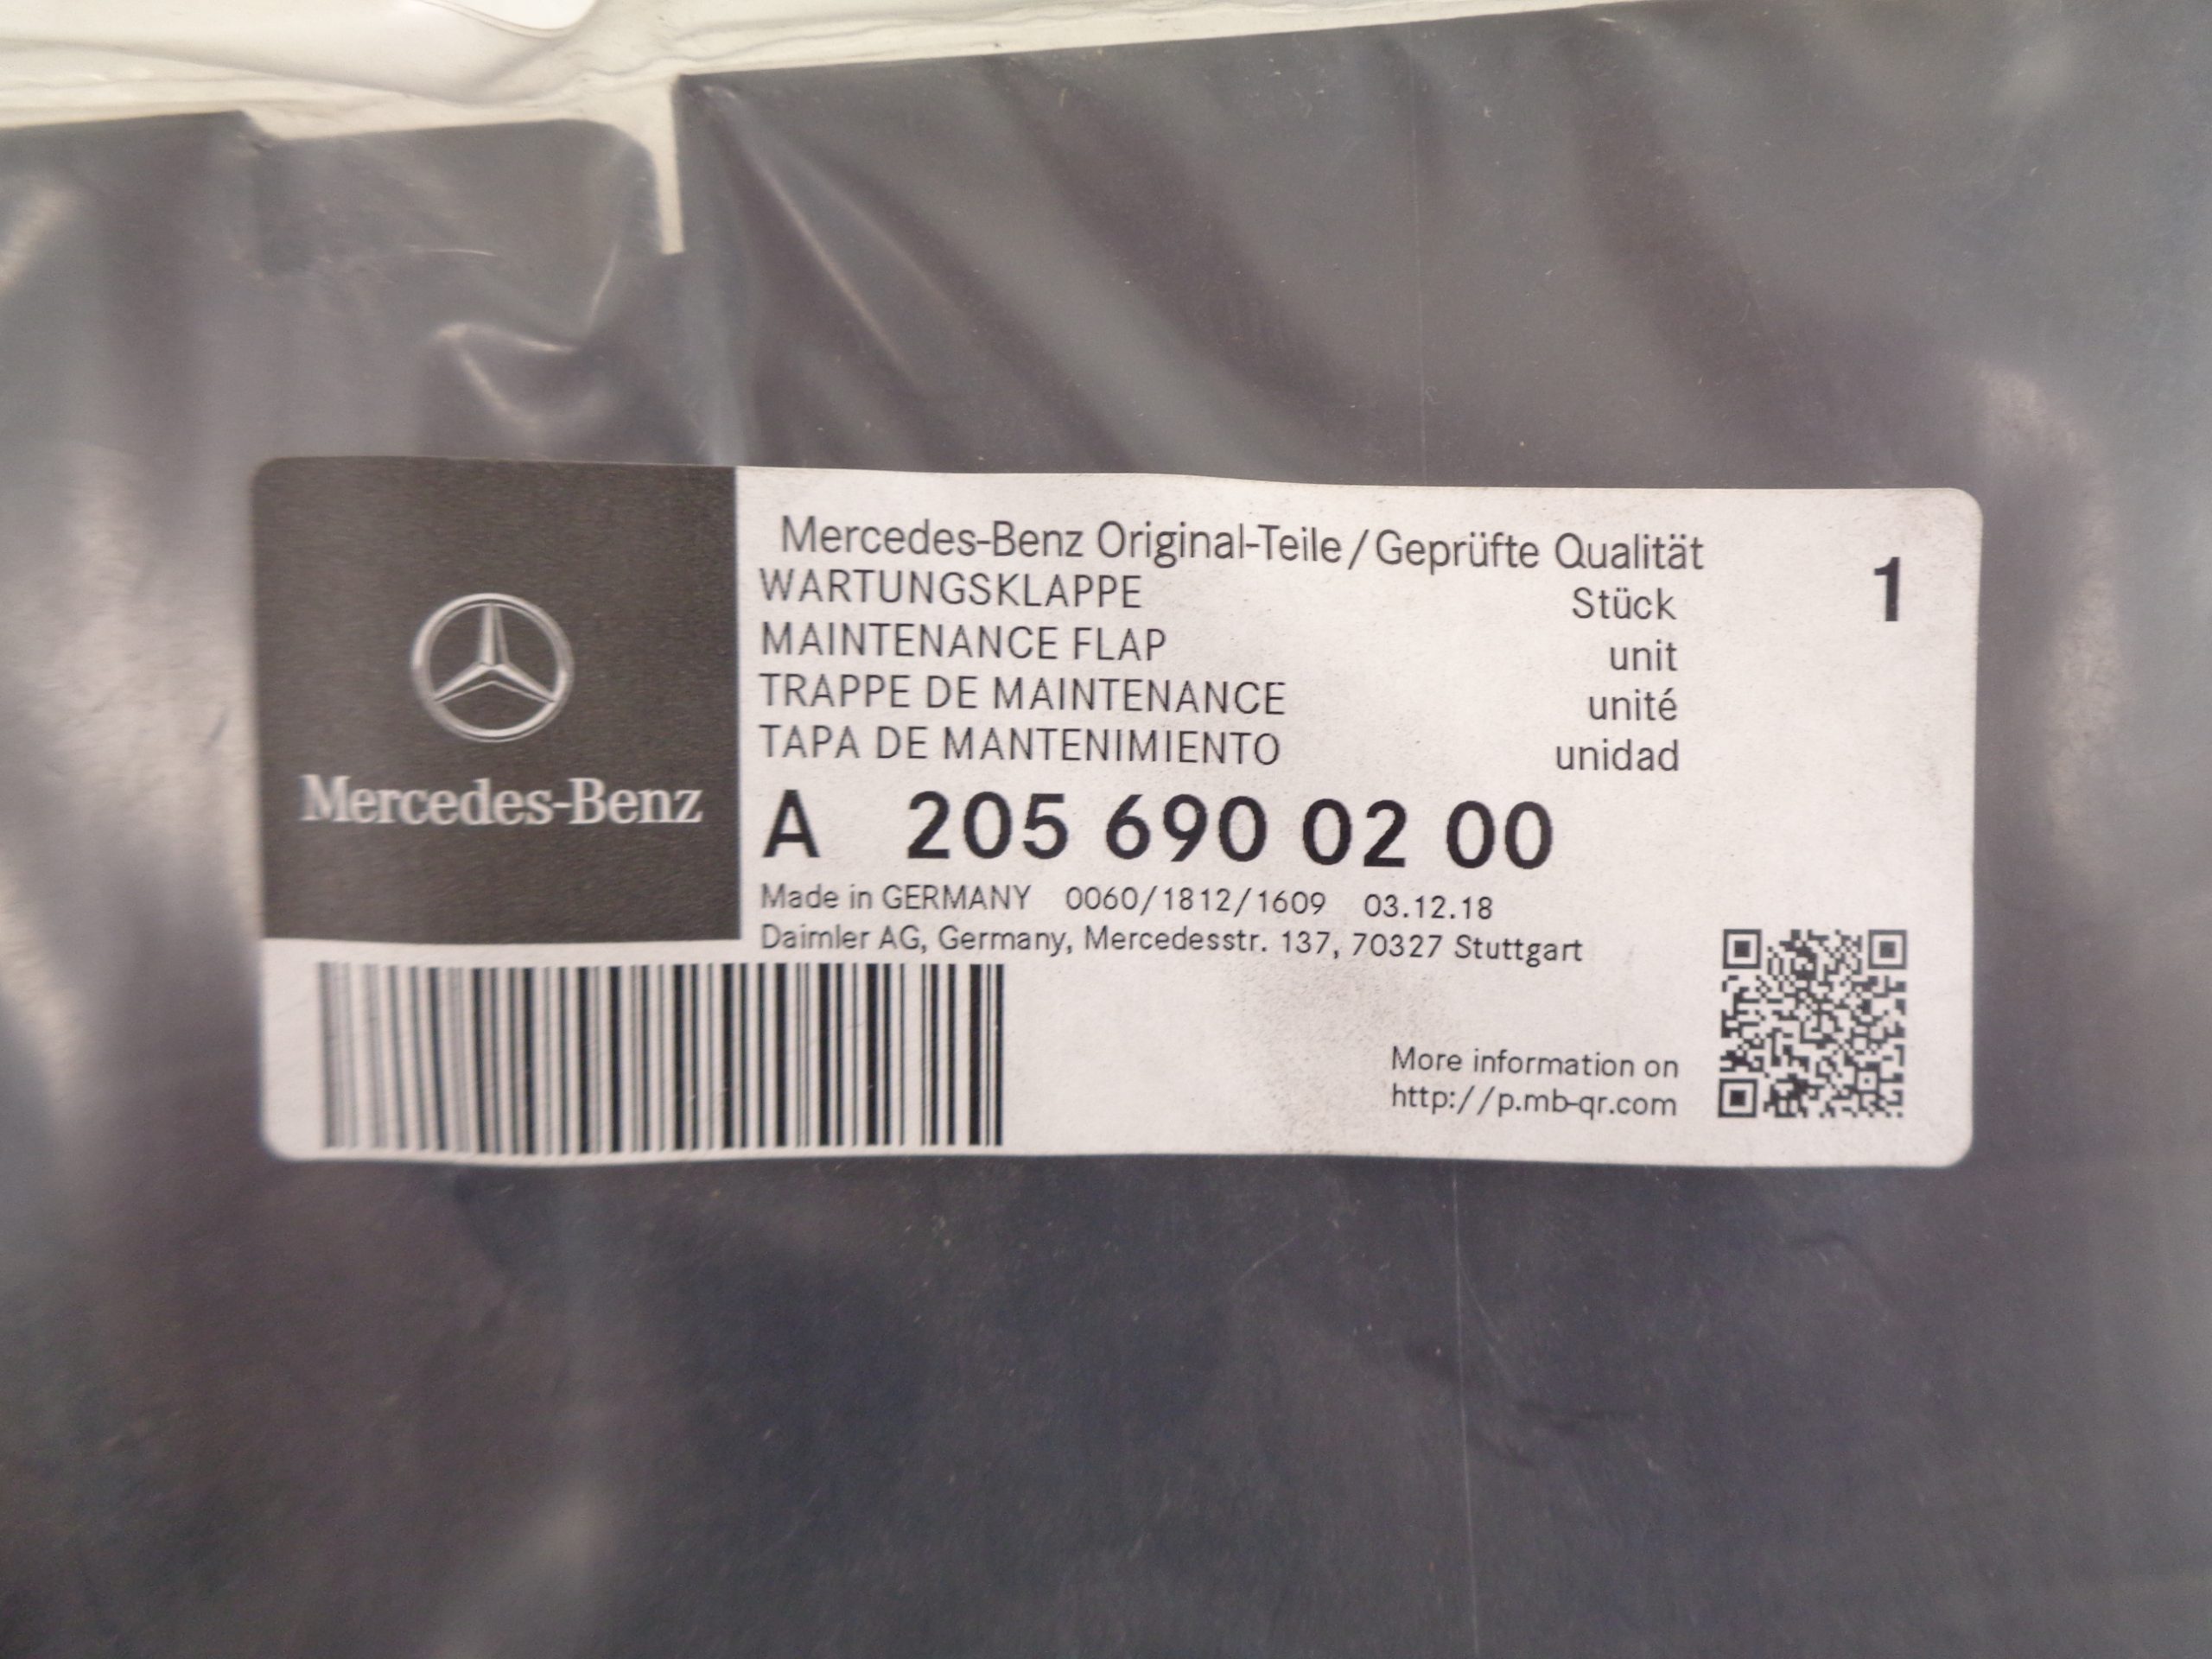 Mercedes-Benz
Mercedes-Benz Original-Teile/Geprüfte Qualität
WARTUNGSKLAPPE Stück 1
MAINTENANCE FLAP unit
TRAPPE DE MAINTENANCE unité
TAPA DE MANTENIMIENTO unidad
A 205 690 02 00
Made in GERMANY 0060/1812/1609 03.12.18
Daimler AG, Germany, Mercedesstr. 137, 70327 Stuttgart
More information on
http://p.mb-qr.com